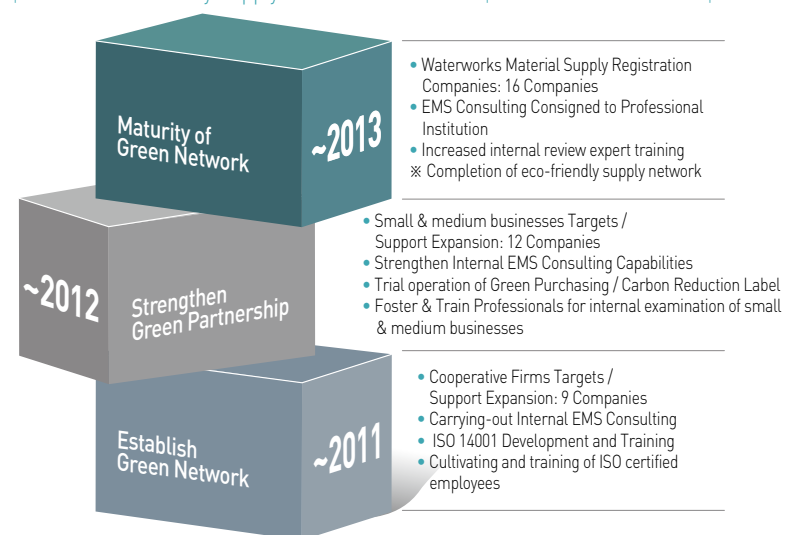 Maturity of
Green Network
~2013
• Waterworks Material Supply Registration
Companies: 16 Companies
• EMS Consulting Consigned to Professional
Institution
• Increased internal review expert training
※ Completion of eco-friendly supply network
~2012
Strengthen
Green Partnership
• Small & medium businesses Targets /
Support Expansion: 12 Companies
• Strengthen Internal EMS Consulting Capabilities
• Trial operation of Green Purchasing / Carbon Reduction Label
• Foster & Train Professionals for internal examination of small
& medium businesses
Establish
Green Network
~2011
• Cooperative Firms Targets /
Support Expansion: 9 Companies
• Carrying-out Internal EMS Consulting
• ISO 14001 Development and Training
• Cultivating and training of ISO certified
employees